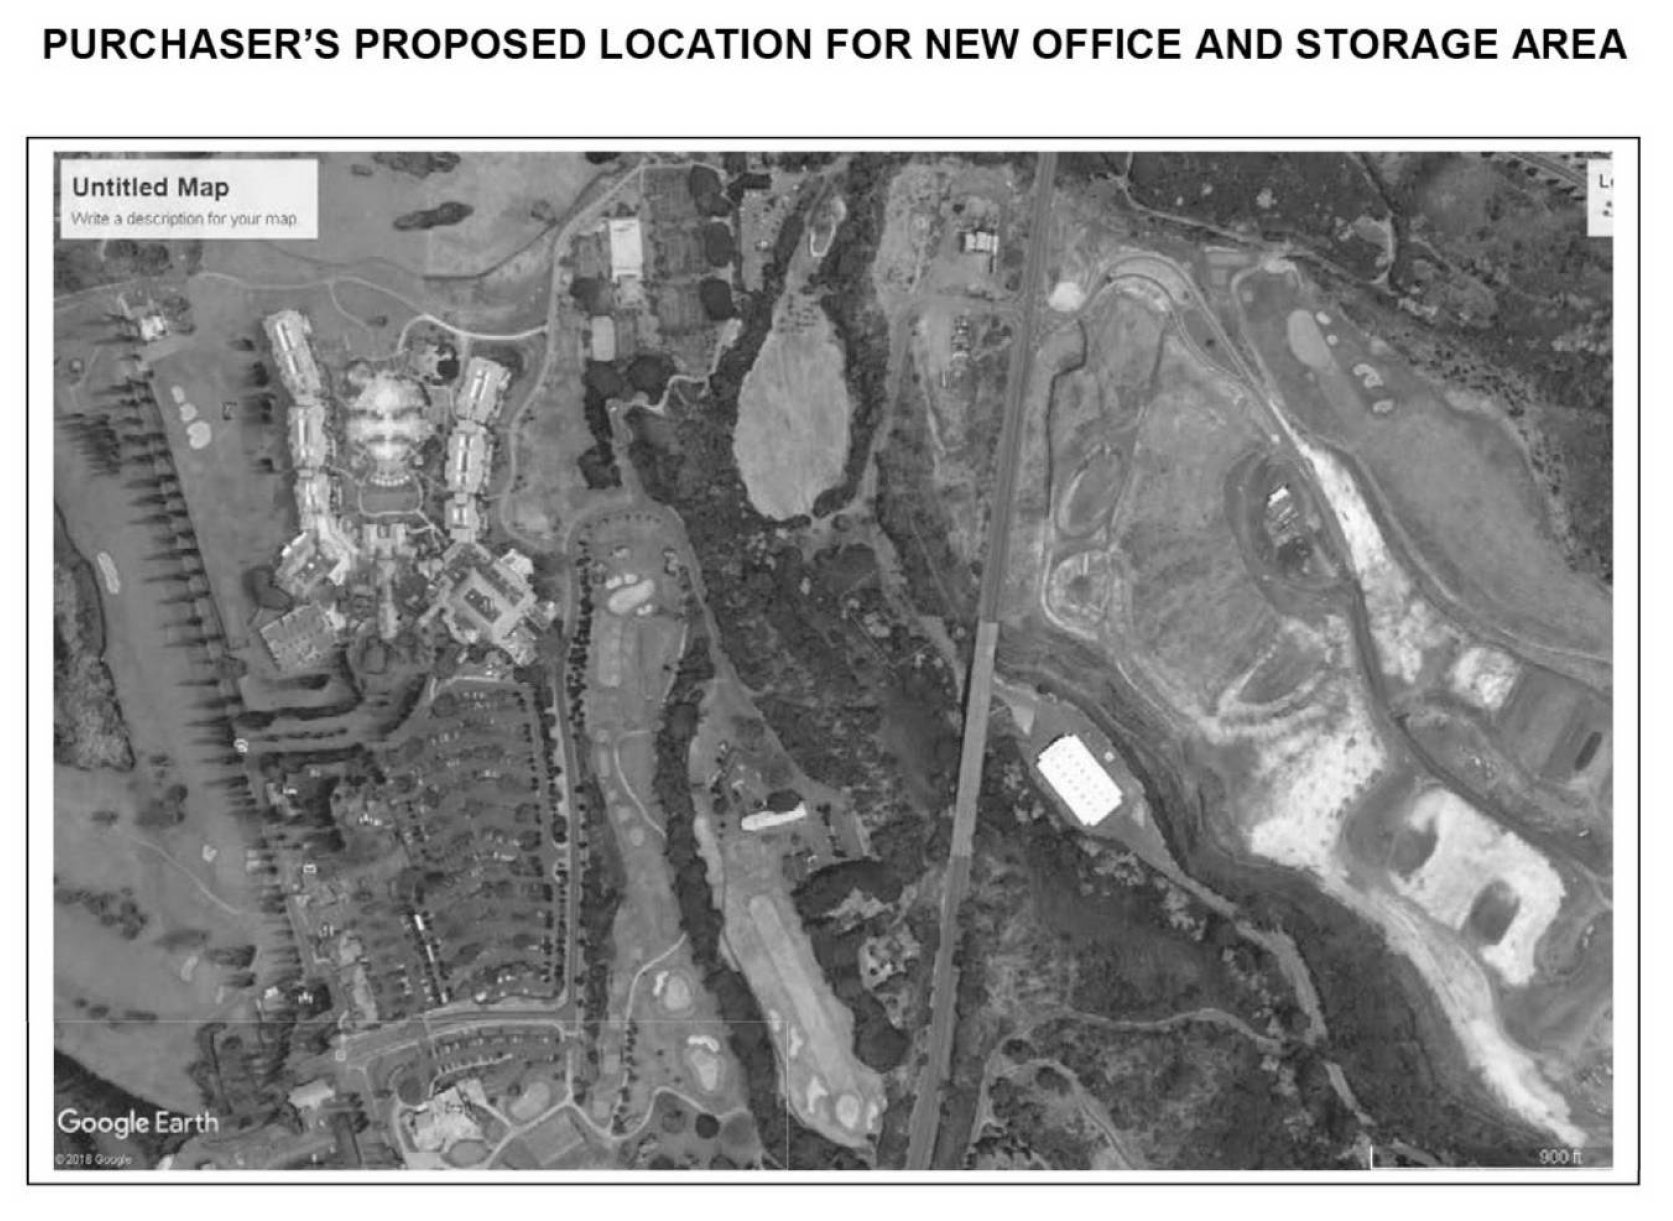 PURCHASER'S PROPOSED LOCATION FOR NEW OFFICE AND STORAGE AREA
Untitled Map
Write a description for your map.
Google Earth
© 2018 Google
900 ft